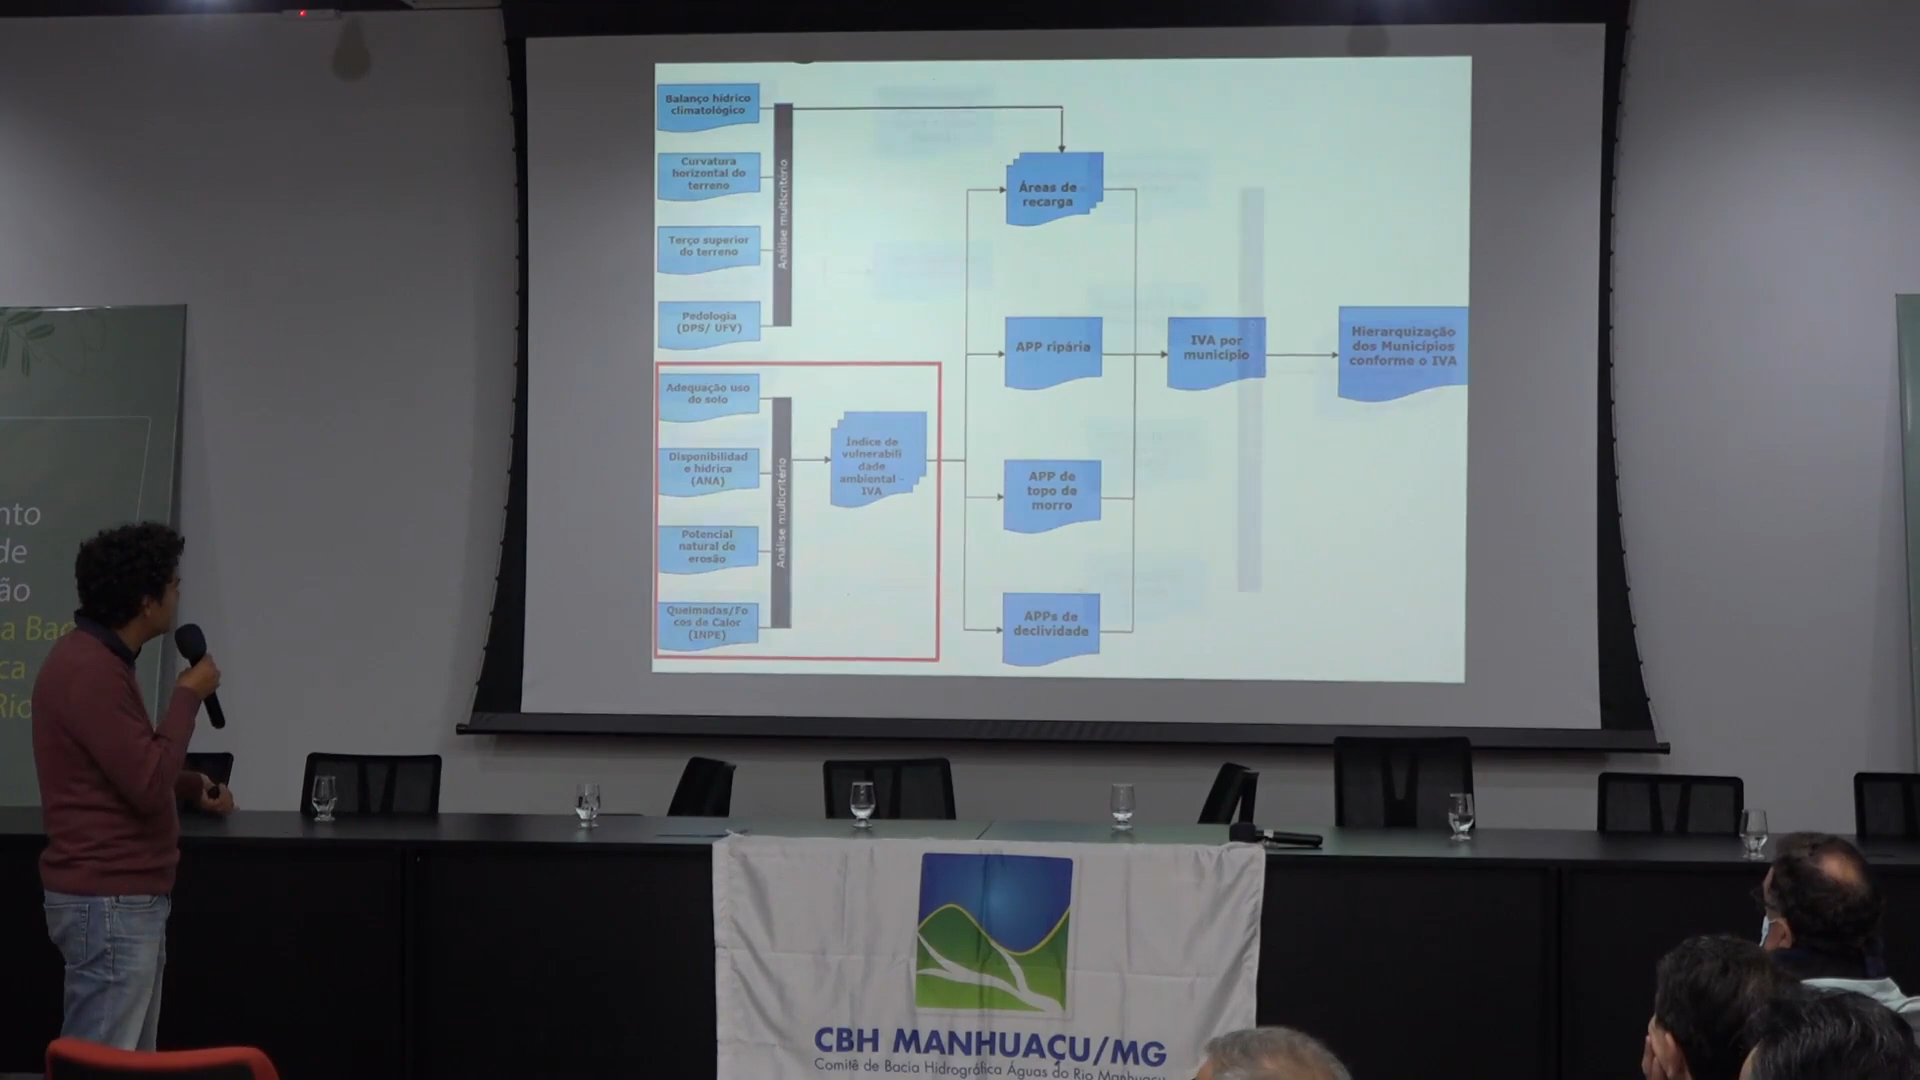 Balanço hídrico
climatológico
Curvatura
horizontal do
terreno
Terço superior
do terreno
Pedologia
(DPS/ UFV)
Análise multicritério
Adequação uso
do solo
Disponibilidad
e hídrica
(ANA)
Potencial
natural de
erosão
Queimadas/Fo
cos de Calor
(INPE)
Análise multicritério
Índice de
vulnerabili
dade
ambiental -
IVA
Áreas de
recarga
APP ripária
APP de
topo de
morro
APPs de
declividade
IVA por
município
Hierarquização
dos Municípios
conforme o IVA
nto
de
ão
a Bac
ca
Rio
CBH MANHUAÇU/MG
Comitê de Bacia Hidrográfica Águas do Rio Manhuaçu